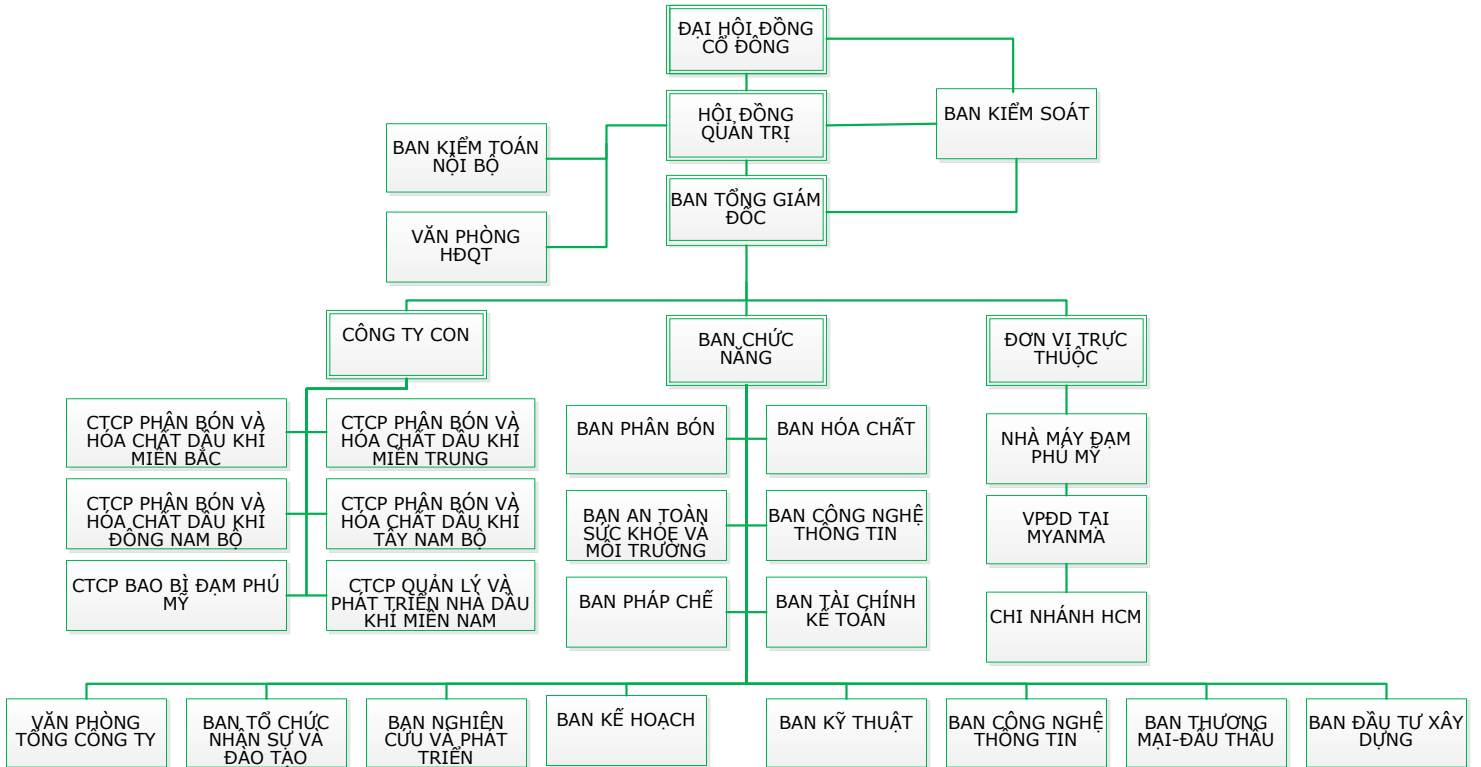 ĐẠI HỘI ĐỒNG
CỔ ĐÔNG
HỘI ĐỒNG
QUẢN TRỊ
BAN KIỂM SOÁT
BAN KIỂM TOÁN
NỘI BỘ
BAN TỔNG GIÁM
ĐỐC
VĂN PHÒNG
HĐQT
CÔNG TY CON
BAN CHỨC
NĂNG
ĐƠN VỊ TRỰC
THUỘC
CTCP PHÂN BÓN VÀ
HÓA CHẤT DẦU KHÍ
MIỀN BẮC
CTCP PHÂN BÓN VÀ
HÓA CHẤT DẦU KHÍ
MIỀN TRUNG
CTCP PHÂN BÓN VÀ
HÓA CHẤT DẦU KHÍ
ĐÔNG NAM BỘ
CTCP PHÂN BÓN VÀ
HÓA CHẤT DẦU KHÍ
TÂY NAM BỘ
CTCP BAO BÌ ĐẠM PHÚ
MỸ
CTCP QUẢN LÝ VÀ
PHÁT TRIỂN NHÀ DẦU
KHÍ MIỀN NAM
BAN PHÂN BÓN
BAN HÓA CHẤT
BAN AN TOÀN
SỨC KHỎE VÀ
MÔI TRƯỜNG
BAN CÔNG NGHỆ
THÔNG TIN
BAN PHÁP CHẾ
BAN TÀI CHÍNH
KẾ TOÁN
NHÀ MÁY ĐẠM
PHÚ MỸ
VPĐD TẠI
MYANMA
CHI NHÁNH HCM
VĂN PHÒNG
TỔNG CÔNG TY
BAN TỔ CHỨC
NHÂN SỰ VÀ
ĐÀO TẠO
BAN NGHIÊN
CỨU VÀ PHÁT
TRIỂN
BAN KẾ HOẠCH
BAN KỸ THUẬT
BAN CÔNG NGHỆ
THÔNG TIN
BAN THƯƠNG
MẠI-ĐẤU THẦU
BAN ĐẦU TƯ XÂY
DỰNG